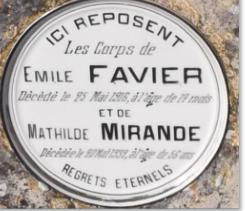 ICI REPOSENT
Les Corps de
EMILE FAVIER
Décédé le 25 Mai 1916, à l'âge de 19 mois
ET DE
MATHILDE MIRANDE
Décédée le Mai à l'âge de 56 ans
REGRETS ETERNELS